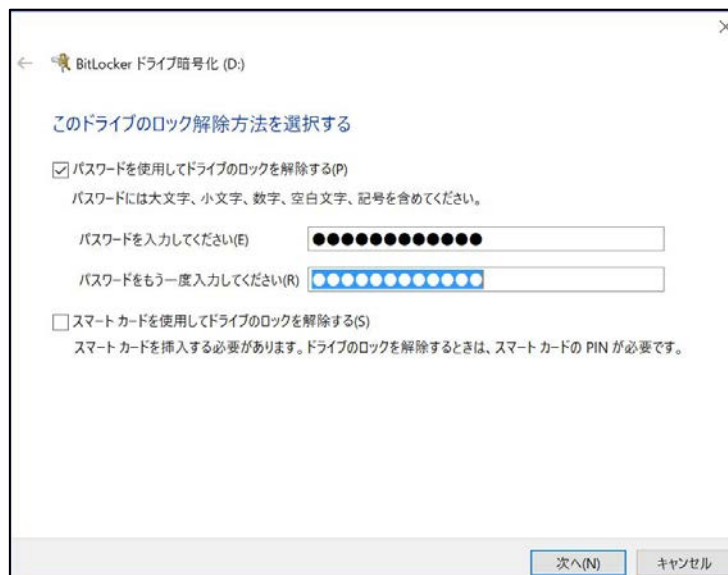 BitLocker ドライブ暗号化 (D:)
このドライブのロック解除方法を選択する
パスワードを使用してドライブのロックを解除する(P)
パスワードには大文字、小文字、数字、空白文字、記号を含めてください。
パスワードを入力してください(E) ●●●●●●●●●●●●
パスワードをもう一度入力してください(R) ●●●●●●●●●●●●
スマート カードを使用してドライブのロックを解除する(S)
スマート カードを挿入する必要があります。ドライブのロックを解除するときは、スマート カードの PIN が必要です。
次へ(N) キャンセル